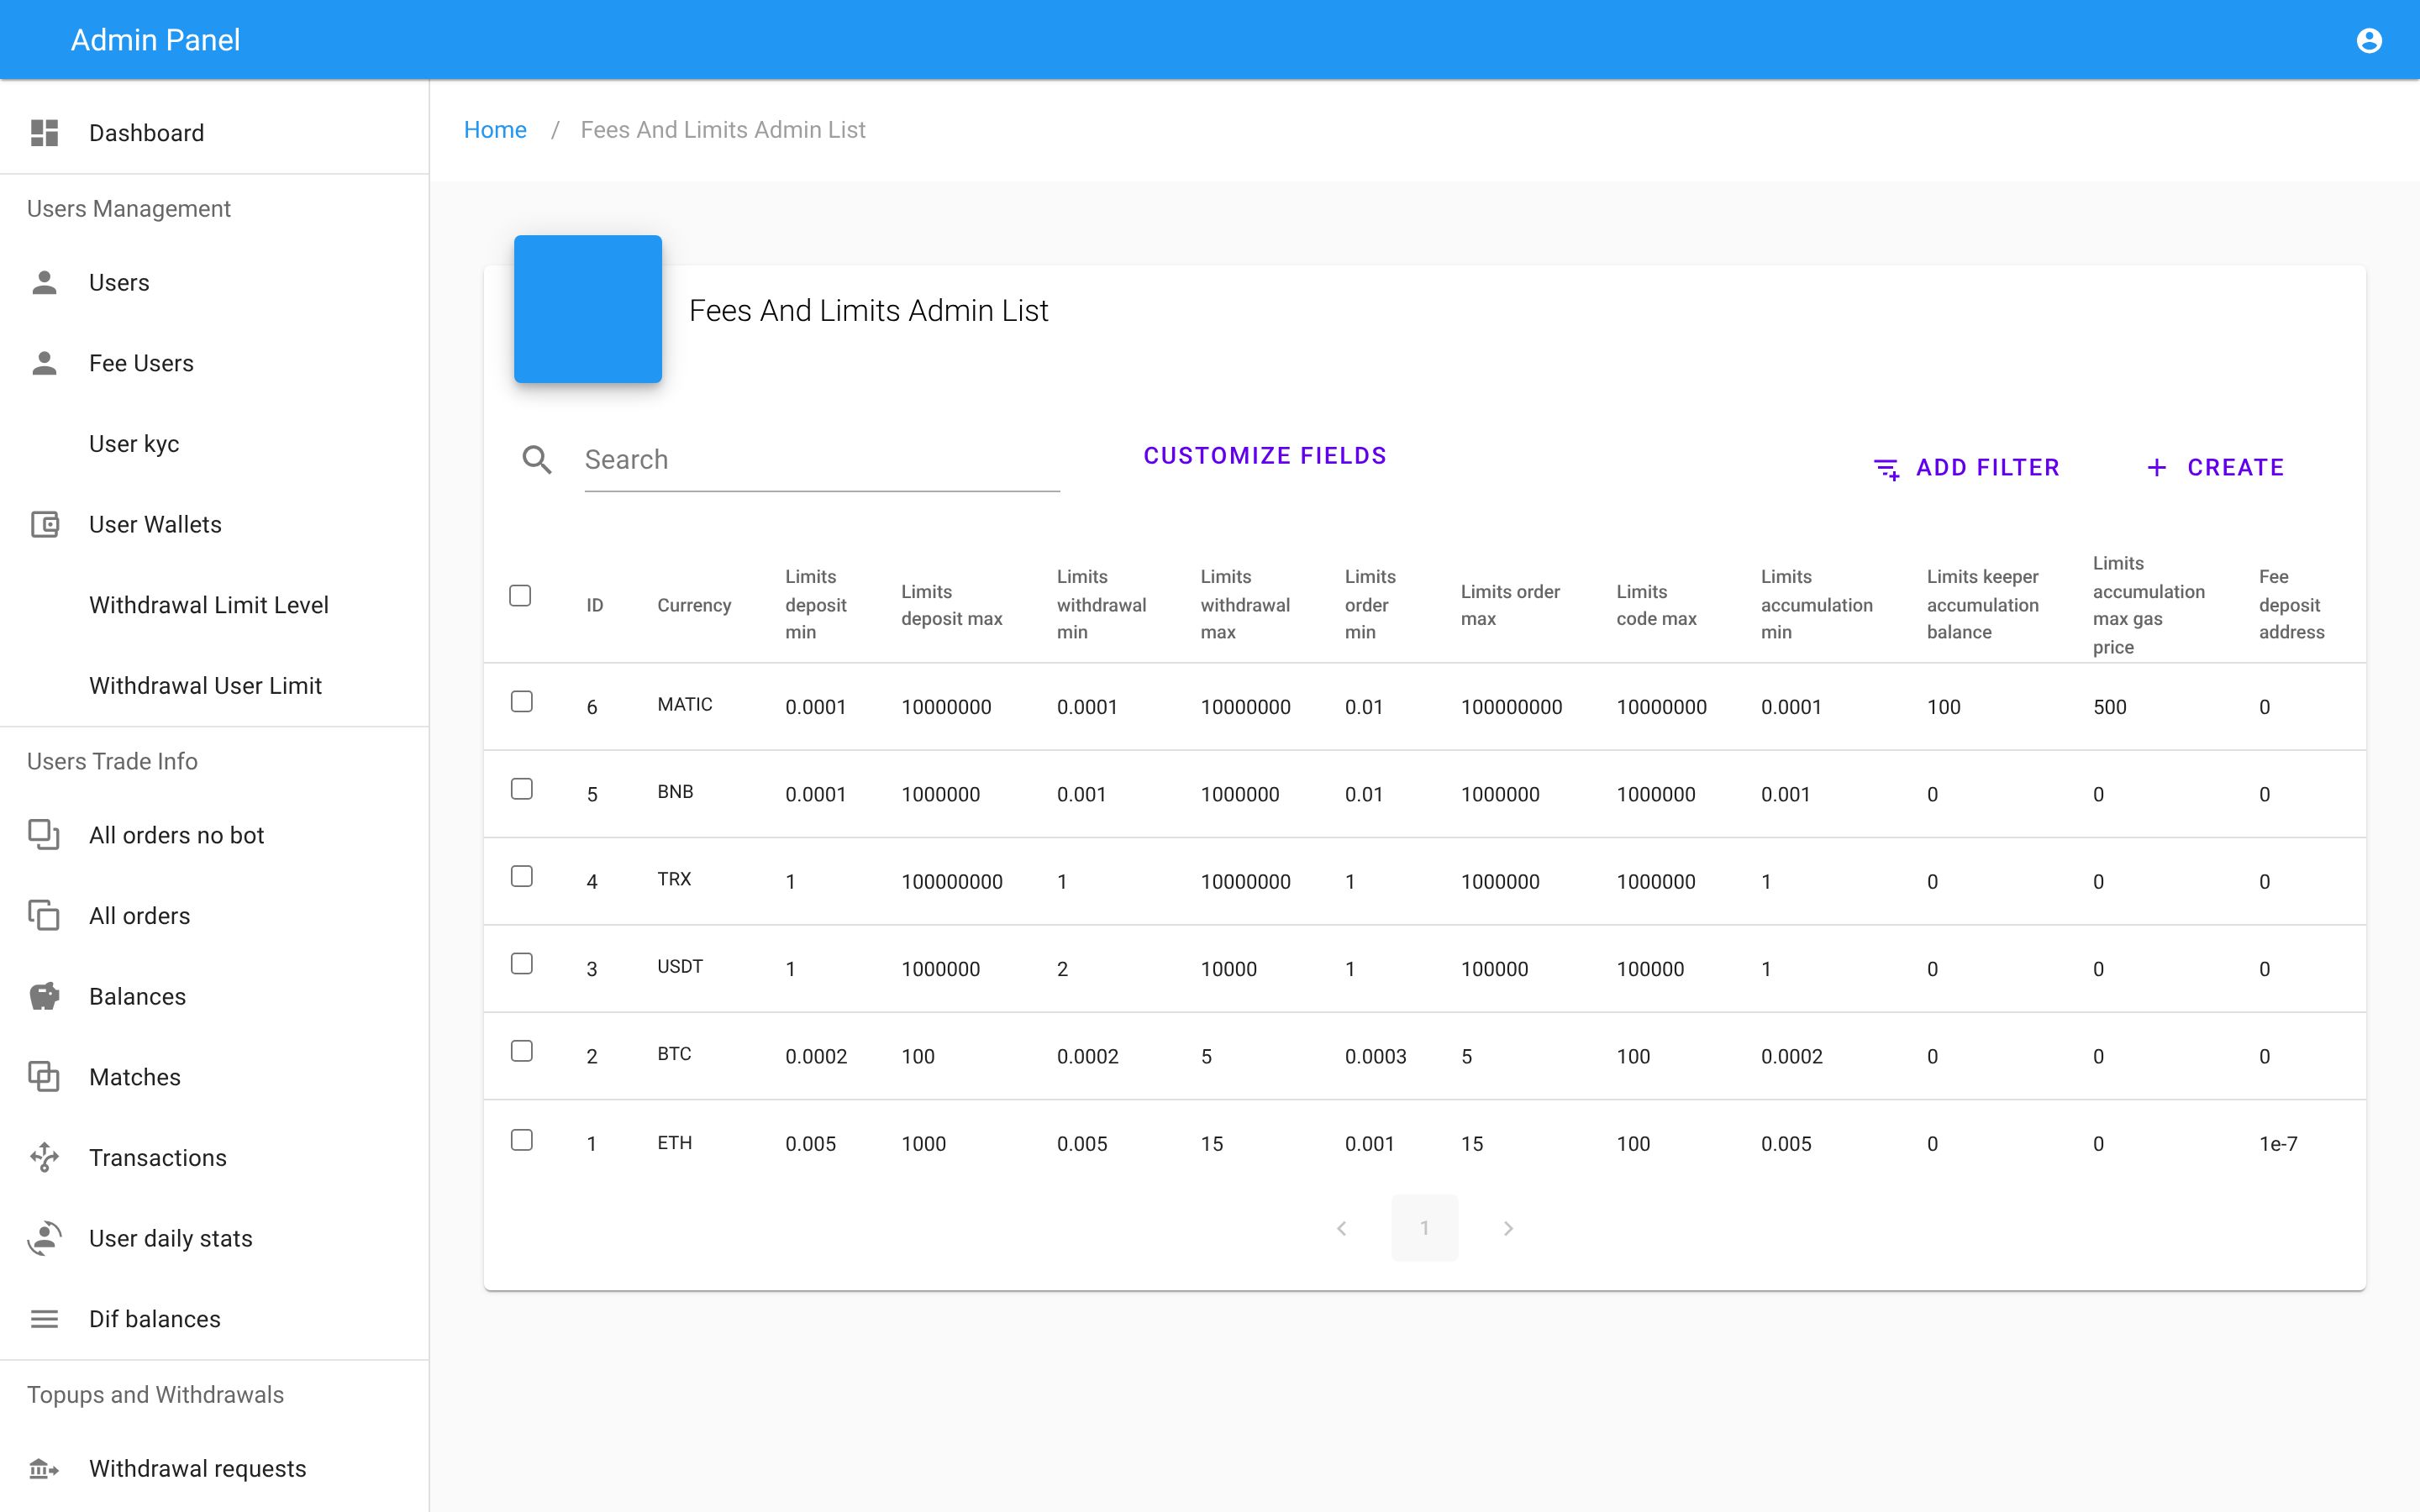 Admin Panel
Dashboard
Users Management
Users
Fee Users
User kyc
User Wallets
Withdrawal Limit Level
Withdrawal User Limit
Users Trade Info
All orders no bot
All orders
Balances
Matches
Transactions
User daily stats
Dif balances
Topups and Withdrawals
Withdrawal requests
Home / Fees And Limits Admin List
Fees And Limits Admin List
Search
CUSTOMIZE FIELDS
ADD FILTER
+ CREATE
ID
Currency
Limits
deposit
min
Limits
deposit max
Limits
withdrawal
min
Limits
withdrawal
max
Limits
order
min
Limits order
max
Limits
code max
Limits
accumulation
min
Limits keeper
accumulation
balance
Limits
accumulation
max gas
price
Fee
deposit
address
6 MATIC 0.0001 10000000 0.0001 10000000 0.01 100000000 10000000 0.0001 100 500 0
5 BNB 0.0001 1000000 0.001 1000000 0.01 1000000 1000000 0.001 0 0 0
4 TRX 1 100000000 1 10000000 1 1000000 1000000 1 0 0 0
3 USDT 1 1000000 2 10000 1 100000 100000 1 0 0 0
2 BTC 0.0002 100 0.0002 5 0.0003 5 100 0.0002 0 0 0
1 ETH 0.005 1000 0.005 15 0.001 15 100 0.005 0 0 1e-7
1